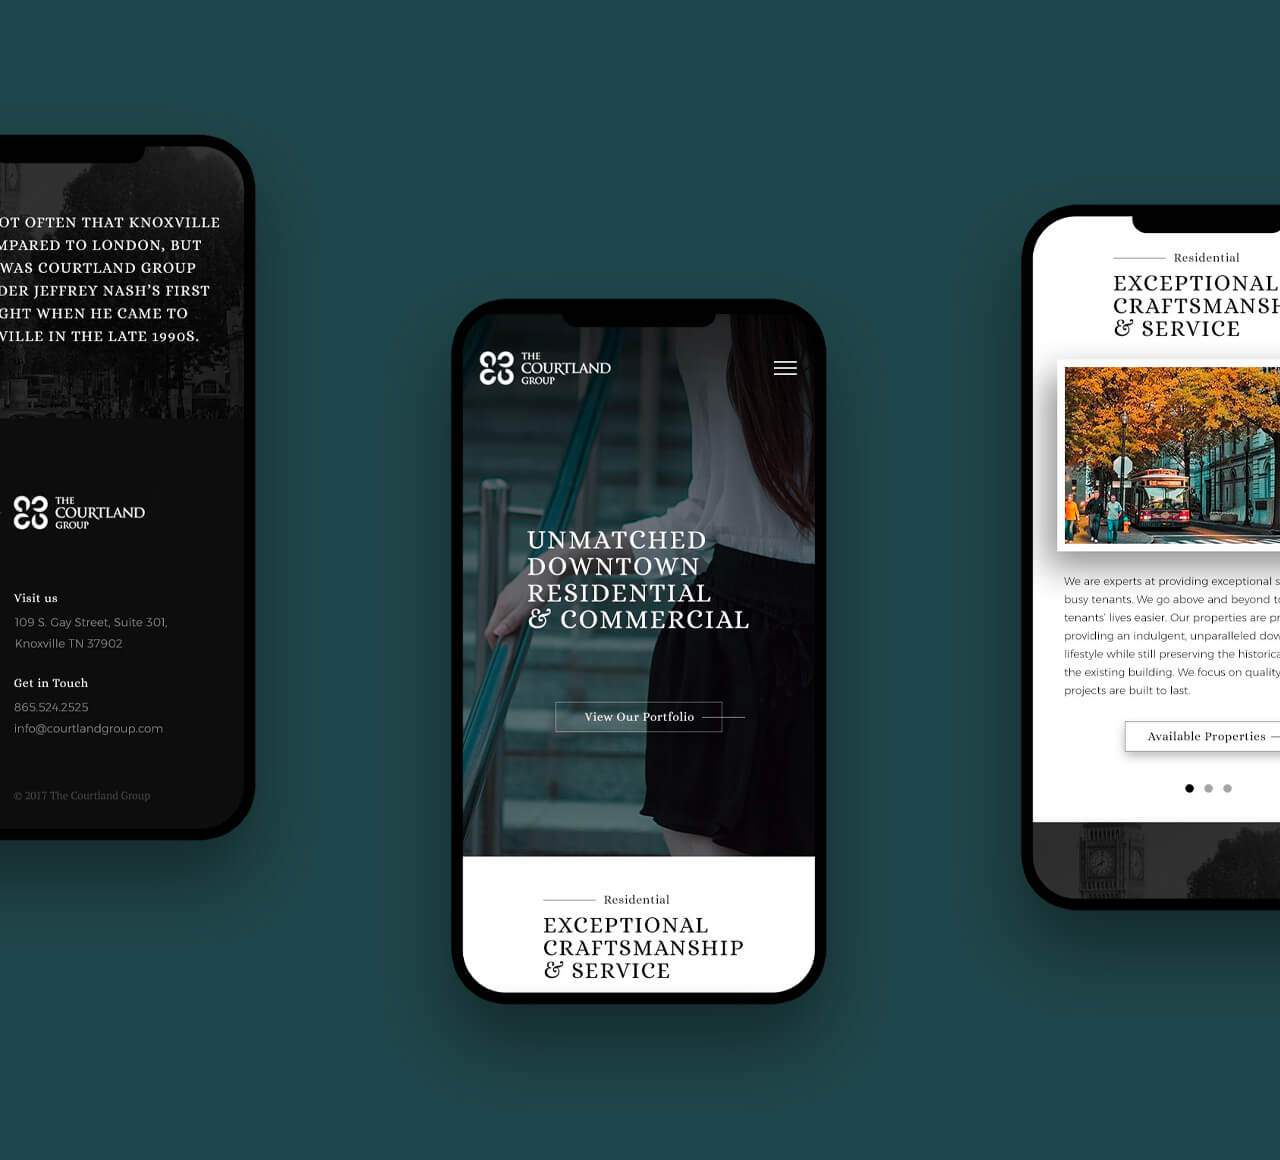 OT OFTEN THAT KNOXVILLE
MPARED TO LONDON, BUT
WAS COURTLAND GROUP
DER JEFFREY NASH'S FIRST
GHT WHEN HE CAME TO
VILLE IN THE LATE 1990S.
THE
COURTLAND
GROUP
Visit us
109 S. Gay Street, Suite 301,
Knoxville TN 37902
Get in Touch
865.524.2525
info@courtlandgroup.com
© 2017 The Courtland Group
THE
COURTLAND
GROUP
UNMATCHED
DOWNTOWN
RESIDENTIAL
& COMMERCIAL
View Our Portfolio
Residential
EXCEPTIONAL
CRAFTSMANSHIP
& SERVICE
Residential
EXCEPTIONAL
CRAFTSMANSH
& SERVICE
We are experts at providing exceptional s
busy tenants. We go above and beyond to
tenants' lives easier. Our properties are pr
providing an indulgent, unparalleled dow
lifestyle while still preserving the historica
the existing building. We focus on quality
projects are built to last.
Available Properties